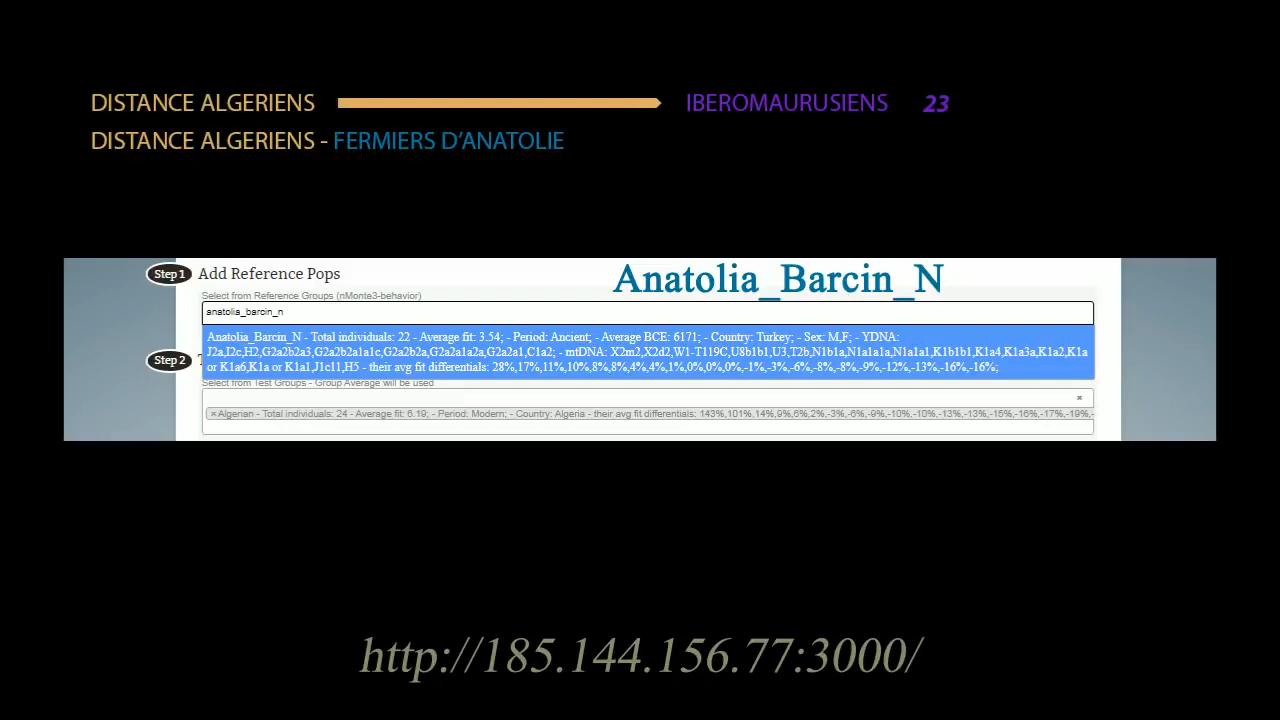 DISTANCE ALGERIENS IBEROMAURUSIENS 23
DISTANCE ALGERIENS - FERMIERS D’ANATOLIE
Step 1 Add Reference Pops Anatolia_Barcin_N
Select from Reference Groups (nMonte3-behavior)
anatolia_barcin_n
Anatolia_Barcin_N - Total individuals: 22 - Average fit: 3.54; - Period: Ancient; - Average BCE: 6171; - Country: Turkey; - Sex: M,F; - YDNA:
J2a,I2c,H2,G2a2b2a3,G2a2b2a1a1c,G2a2b2a,G2a2a1a2a,G2a2a1,C1a2; - mtDNA: X2m2,X2d2,W1-T119C,U8b1b1,U3,T2b,N1b1a,N1a1a1a,N1a1a1,K1b1b1,K1a4,K1a3a,K1a2,K1a
or K1a6,K1a or K1a1,J1c11,H5 - their avg fit differentials: 28%,17%,11%,10%,8%,8%,4%,4%,1%,0%,0%,0%,-1%,-3%,-6%,-8%,-8%,-9%,-12%,-13%,-16%,-16%;
Step 2
Select from Test Groups - Group Average will be used
×
×Algerian - Total individuals: 24 - Average fit: 6.19; - Period: Modern; - Country: Algeria - their avg fit differentials: 143%,101%,14%,9%,6%,2%,-3%,-6%,-9%,-10%,-10%,-13%,-13%,-15%,-16%,-17%,-19%,-
http://185.144.156.77:3000/